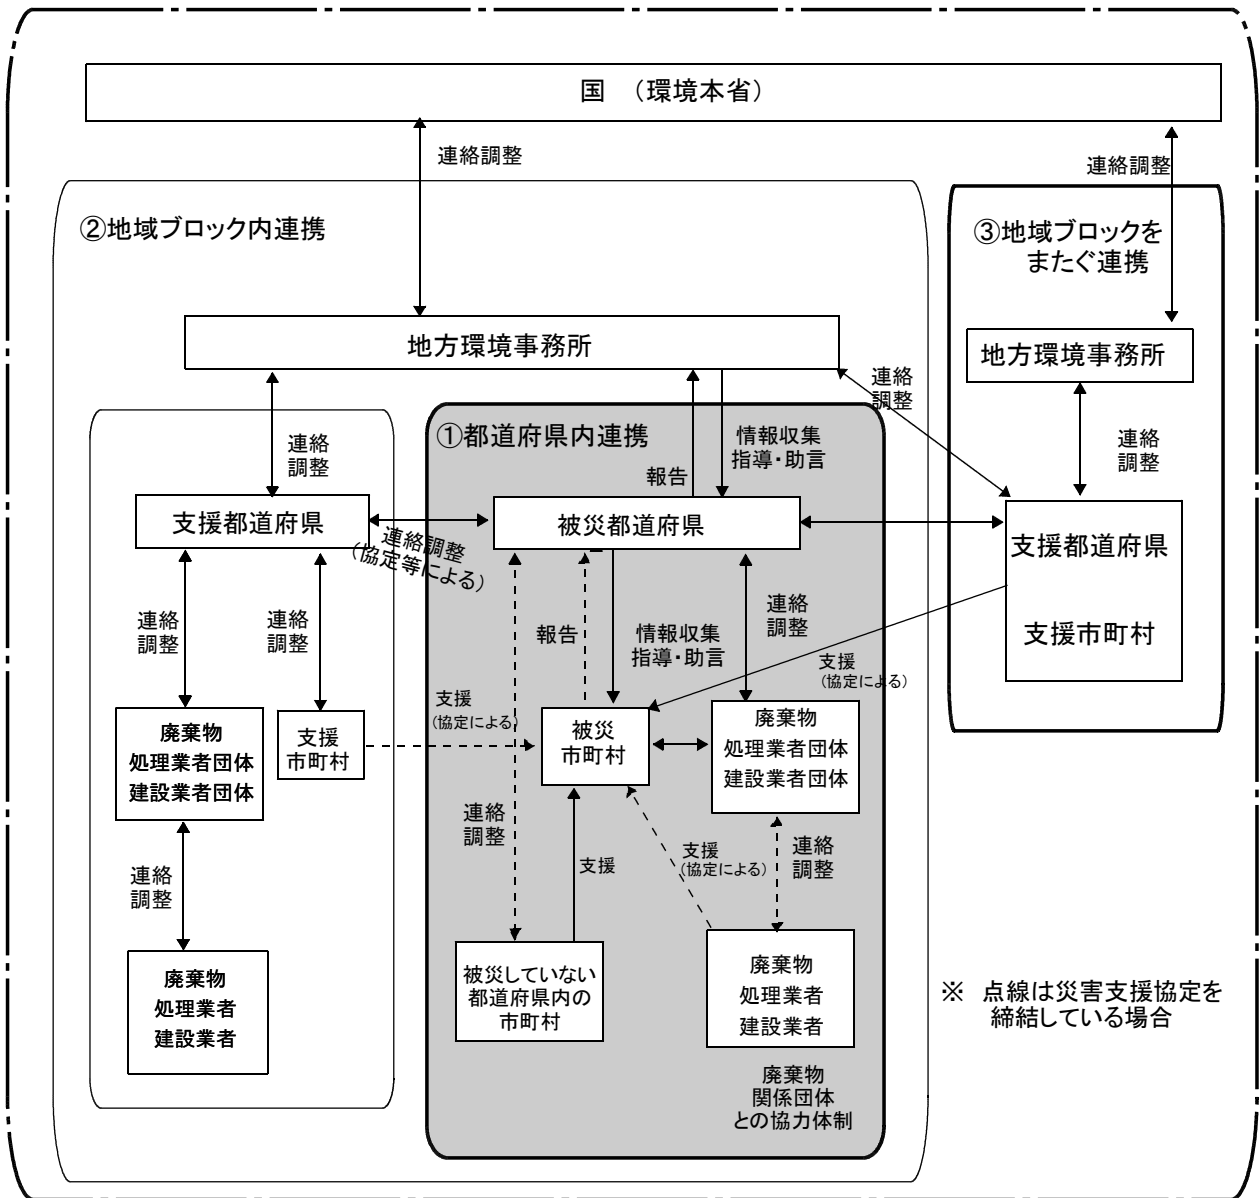 国　（環境本省）
連絡調整
連絡調整
②地域ブロック内連携
③地域ブロックを
またぐ連携
地方環境事務所
地方環境事務所
連絡
調整
連絡
調整
①都道府県内連携
情報収集
指導・助言
報告
連絡
調整
支援都道府県
被災都道府県
支援都道府県
支援市町村
連絡調整
（協定等による）
連絡
調整
連絡
調整
報告
情報収集
指導・助言
連絡
調整
支援
（協定による）
支援
（協定による）
廃棄物
処理業者団体
建設業者団体
支援
市町村
被災
市町村
廃棄物
処理業者団体
建設業者団体
連絡
調整
支援
支援
（協定による）
連絡
調整
連絡
調整
廃棄物
処理業者
建設業者
被災していない
都道府県内の
市町村
廃棄物
処理業者
建設業者
※　点線は災害支援協定を
締結している場合
廃棄物
関係団体
との協力体制